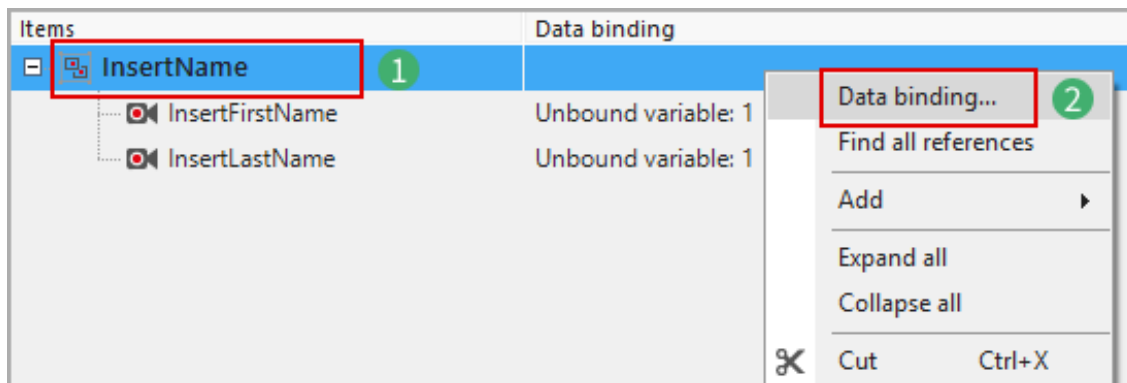 Items Data binding
InsertName 1
Data binding... 2
InsertFirstName Unbound variable: 1
Find all references
InsertLastName Unbound variable: 1
Add
Expand all
Collapse all
Cut Ctrl+X